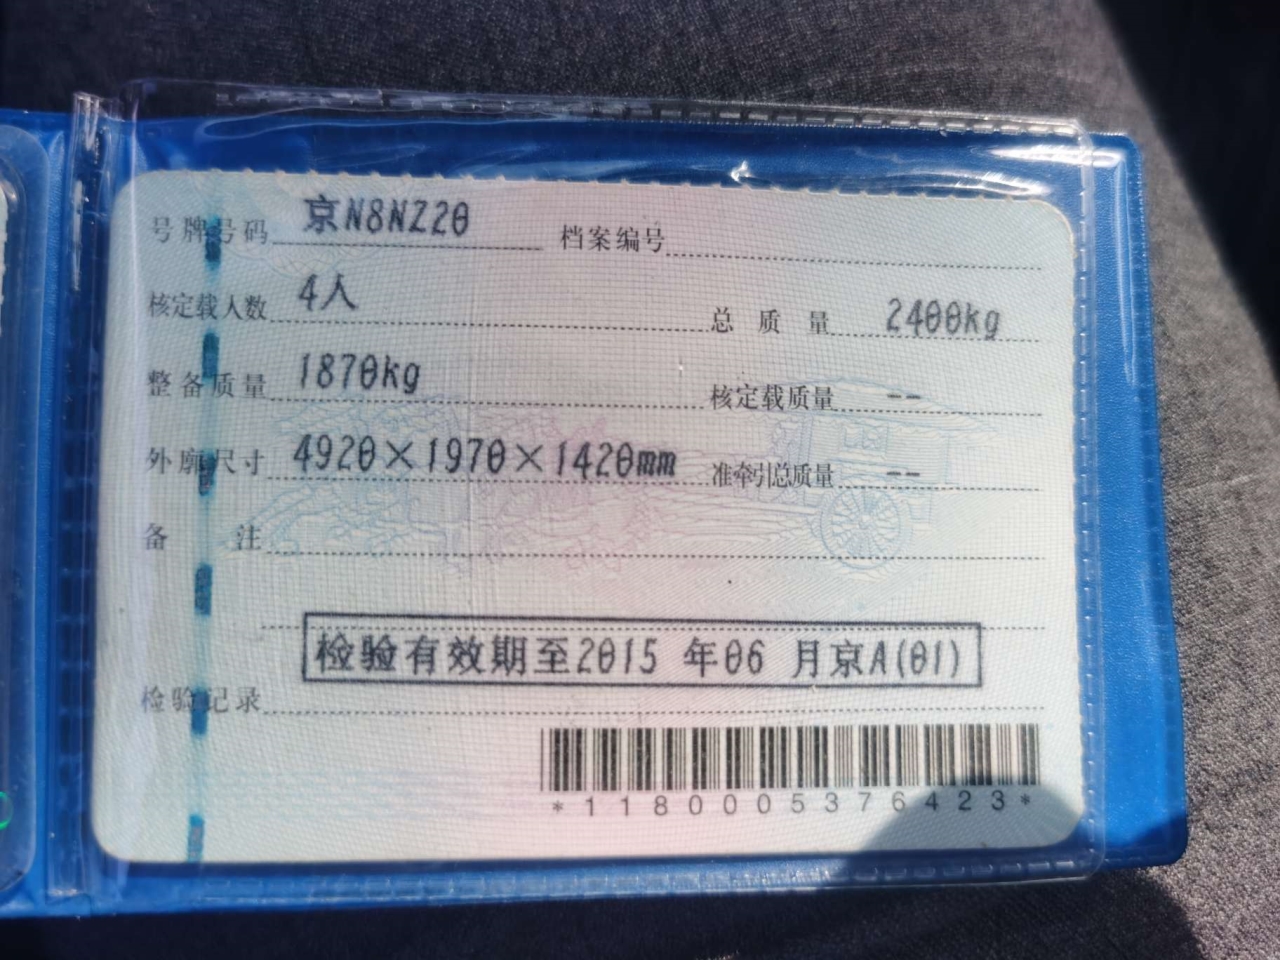 号牌号码 京N8NZ20 档案编号
核定载人数 4人 总质量 2400kg
整备质量 1870kg 核定载质量 --
外廓尺寸 4920×1970×1420mm 准牵引总质量 --
备注
检验有效期至2015 年06 月京A(01)
检验记录
*1180005376423*